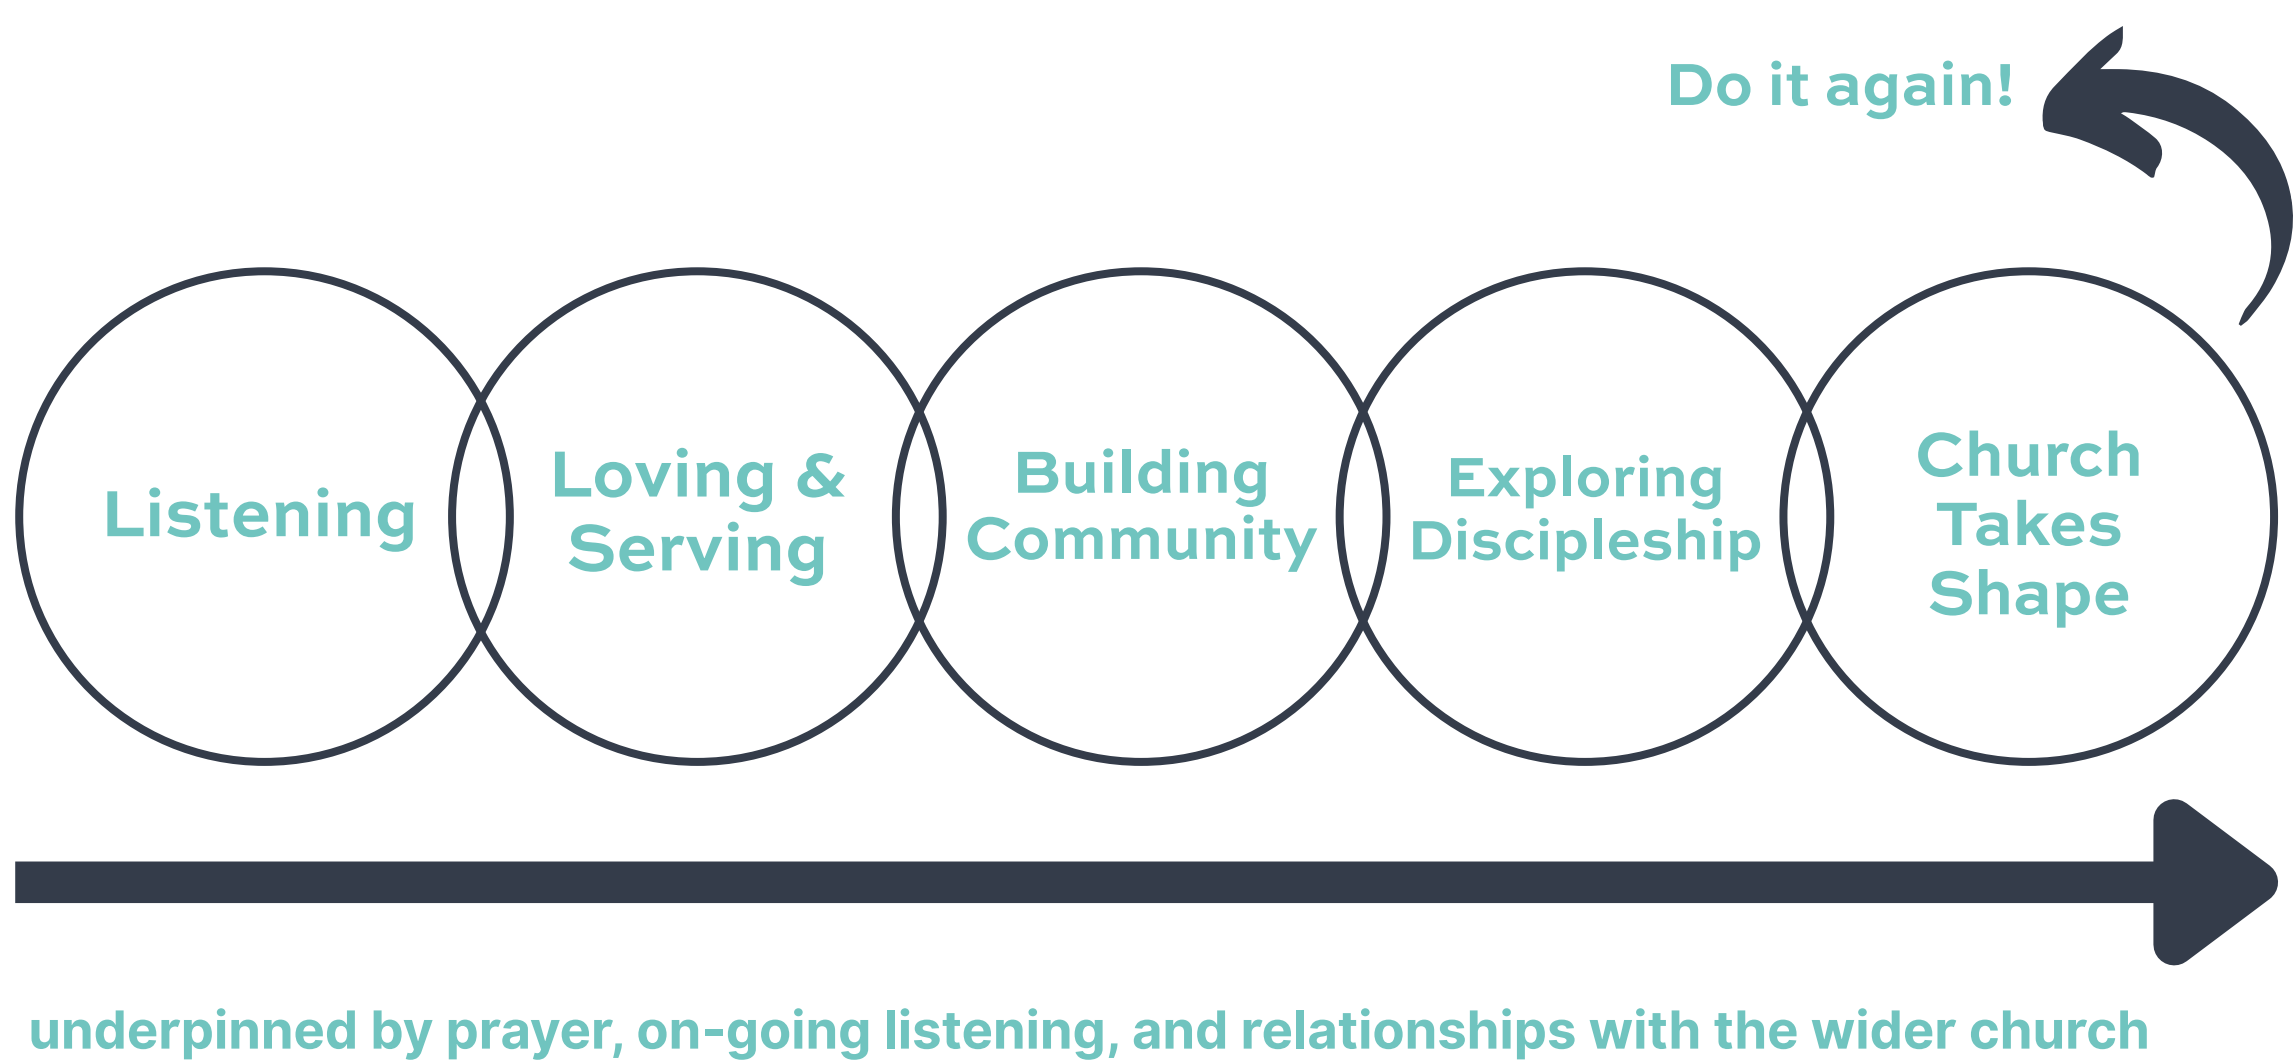 Do it again!
Listening
Loving &
Serving
Building
Community
Exploring
Discipleship
Church
Takes
Shape
underpinned by prayer, on-going listening, and relationships with the wider church